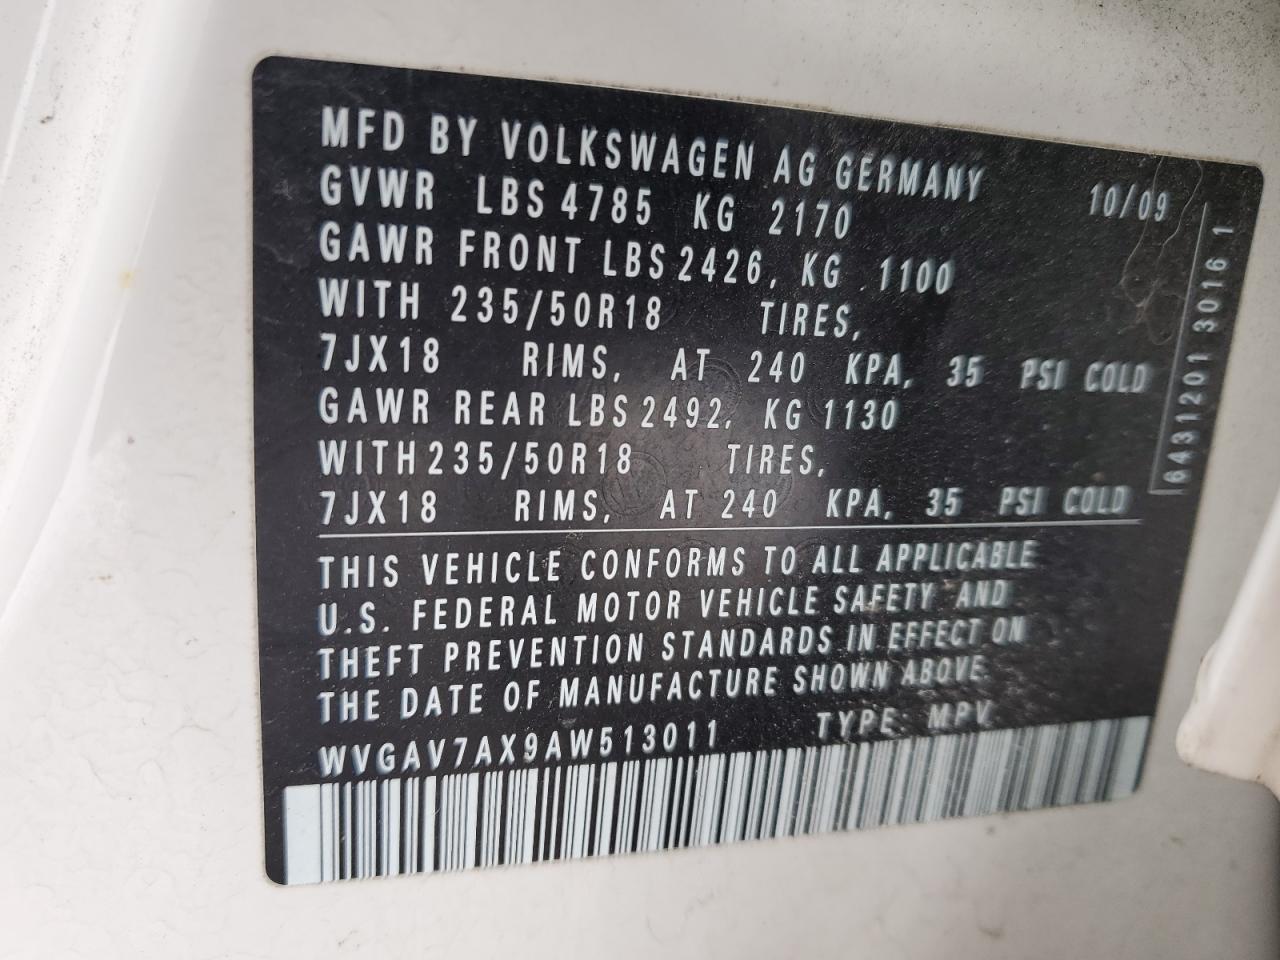 MFD BY VOLKSWAGEN AG GERMANY 10/09
GVWR LBS 4785 KG 2170
GAWR FRONT LBS 2426, KG 1100
WITH 235/50R18 TIRES,
7JX18 RIMS, AT 240 KPA, 35 PSI COLD
GAWR REAR LBS 2492, KG 1130
WITH 235/50R18 TIRES,
7JX18 RIMS, AT 240 KPA, 35 PSI COLD
THIS VEHICLE CONFORMS TO ALL APPLICABLE
U.S. FEDERAL MOTOR VEHICLE SAFETY AND
THEFT PREVENTION STANDARDS IN EFFECT ON
THE DATE OF MANUFACTURE SHOWN ABOVE.
WVGAV7AX9AW513011 TYPE: MPV
6431201 3016 1